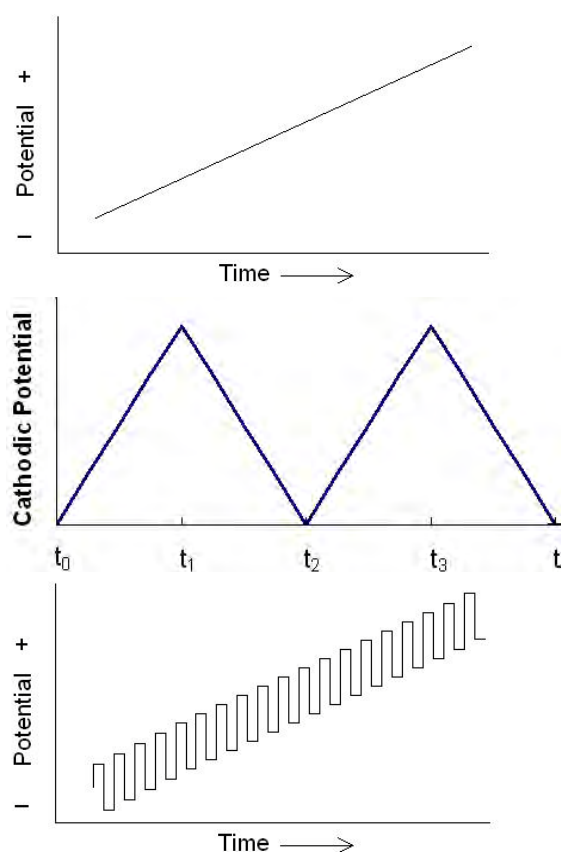 — Potential +
Time
Cathodic Potential
t₀ t₁ t₂ t₃ t
— Potential +
Time